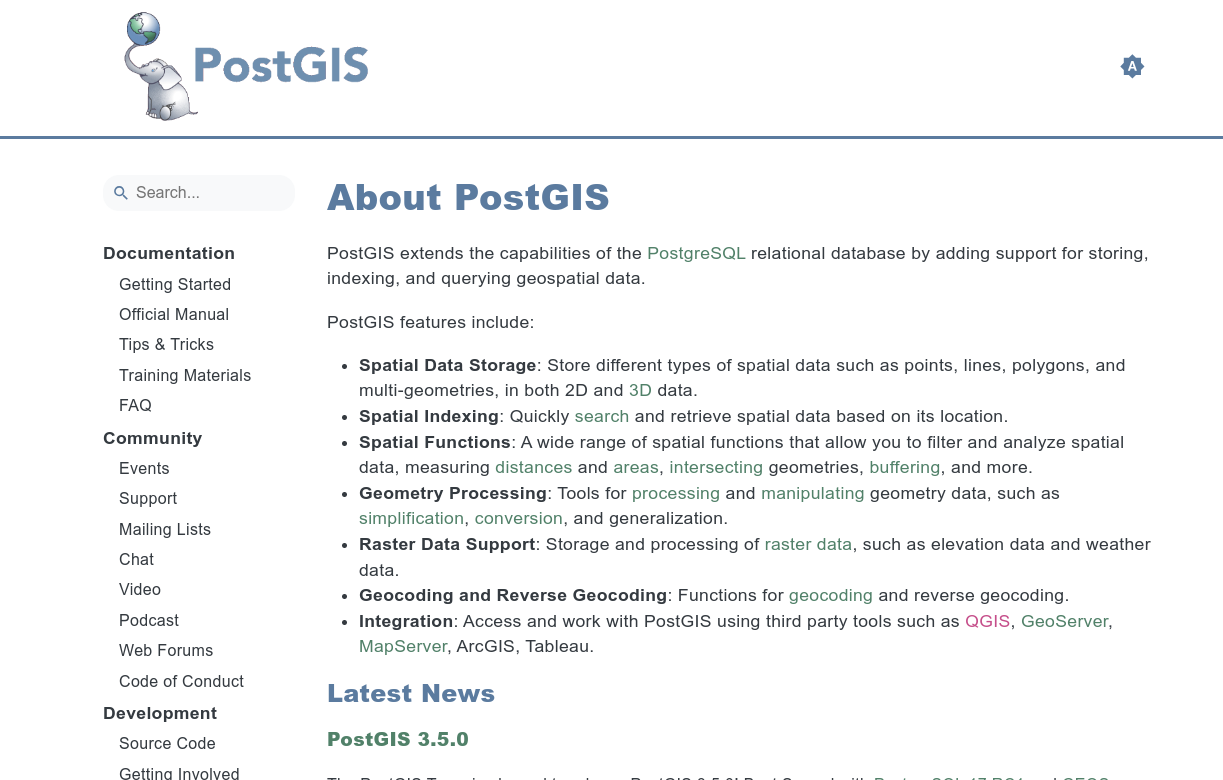 PostGIS
A
Search...
Documentation
Getting Started
Official Manual
Tips & Tricks
Training Materials
FAQ
Community
Events
Support
Mailing Lists
Chat
Video
Podcast
Web Forums
Code of Conduct
Development
Source Code
Getting Involved
About PostGIS
PostGIS extends the capabilities of the PostgreSQL relational database by adding support for storing,
indexing, and querying geospatial data.
PostGIS features include:
• Spatial Data Storage: Store different types of spatial data such as points, lines, polygons, and
multi-geometries, in both 2D and 3D data.
• Spatial Indexing: Quickly search and retrieve spatial data based on its location.
• Spatial Functions: A wide range of spatial functions that allow you to filter and analyze spatial
data, measuring distances and areas, intersecting geometries, buffering, and more.
• Geometry Processing: Tools for processing and manipulating geometry data, such as
simplification, conversion, and generalization.
• Raster Data Support: Storage and processing of raster data, such as elevation data and weather
data.
• Geocoding and Reverse Geocoding: Functions for geocoding and reverse geocoding.
• Integration: Access and work with PostGIS using third party tools such as QGIS, GeoServer,
MapServer, ArcGIS, Tableau.
Latest News
PostGIS 3.5.0